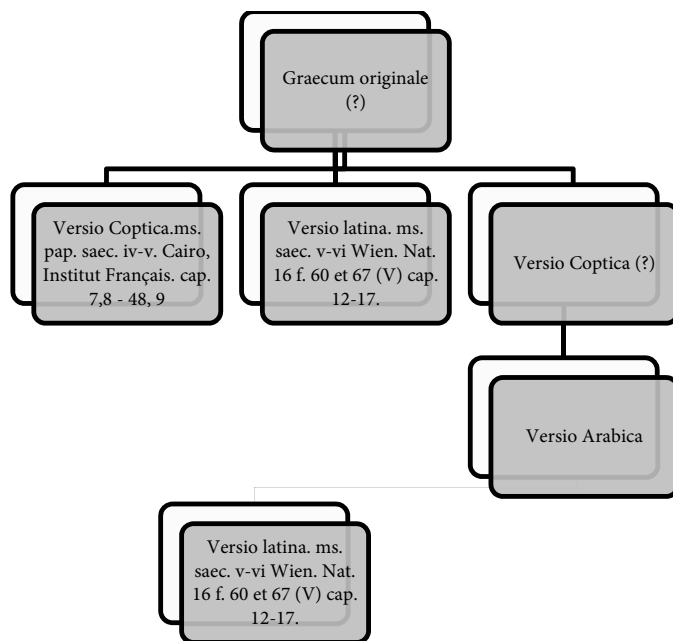 Graecum originale
(?)
Versio Coptica.ms.
pap. saec. iv-v. Cairo,
Institut Français. cap.
7,8 - 48, 9
Versio latina. ms.
saec. v-vi Wien. Nat.
16 f. 60 et 67 (V) cap.
12-17.
Versio Coptica (?)
Versio Arabica
Versio latina. ms.
saec. v-vi Wien. Nat.
16 f. 60 et 67 (V) cap.
12-17.